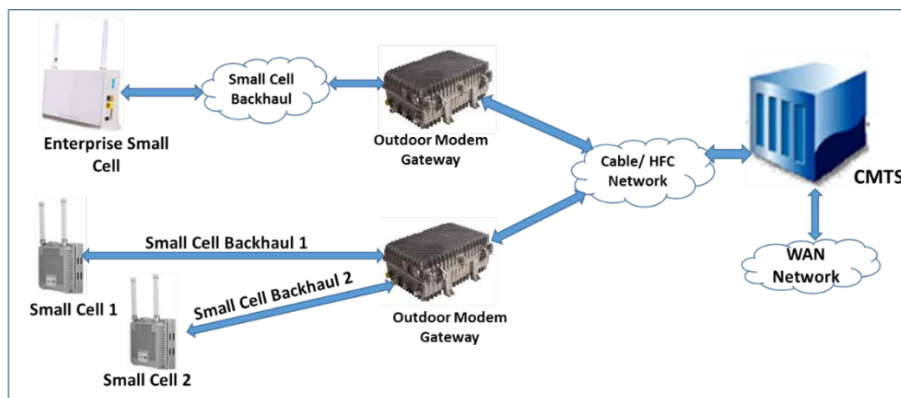 Small Cell
Backhaul
Enterprise Small
Cell
Outdoor Modem
Gateway
Cable/ HFC
Network
CMTS
Small Cell Backhaul 1
Small Cell Backhaul 2
WAN
Network
Small Cell 1
Outdoor Modem
Gateway
Small Cell 2